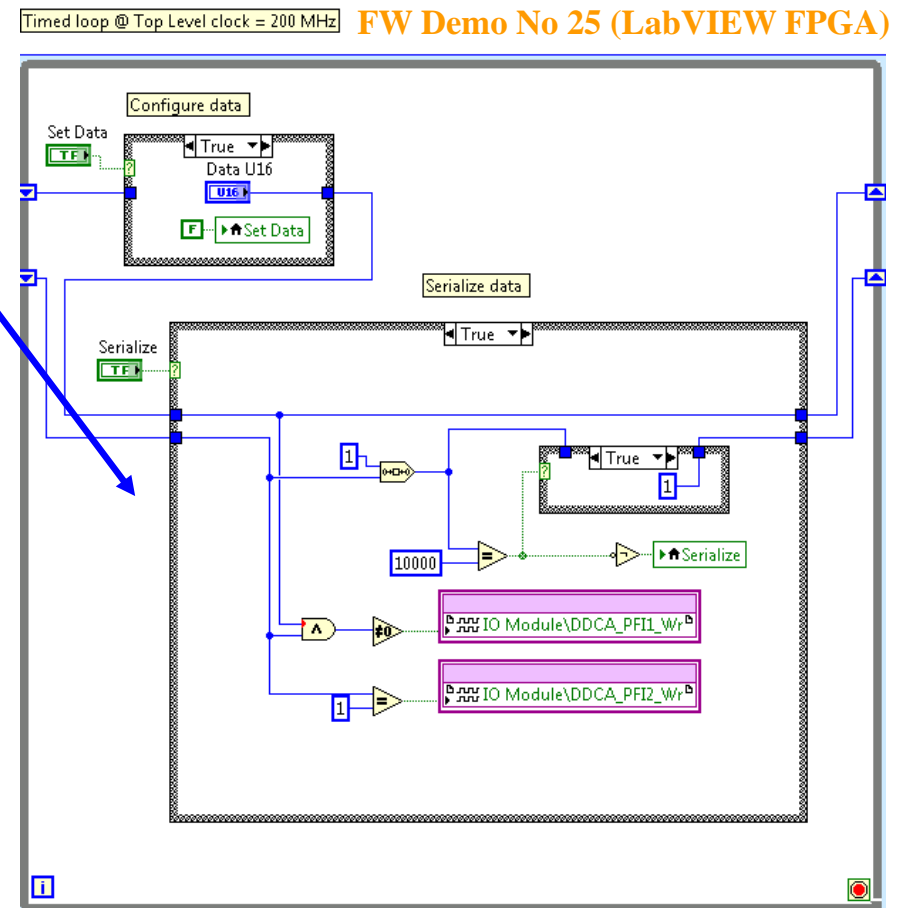 Timed loop @ Top Level clock = 200 MHz
FW Demo No 25 (LabVIEW FPGA)
Configure data
Set Data
TF
True
Data U16
U16
?
F
Set Data
Serialize data
True
Serialize
TF
?
1
True
?
1
10000
=
Serialize
≠0
IO Module\DDCA_PFI1_Wr
IO Module\DDCA_PFI2_Wr
1
=
i